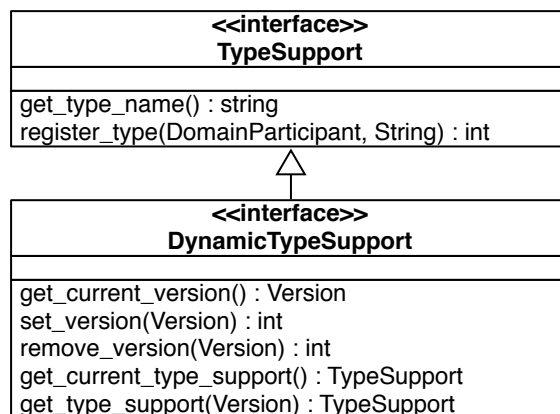 <<interface>>
TypeSupport
get_type_name() : string
register_type(DomainParticipant, String) : int
<<interface>>
DynamicTypeSupport
get_current_version() : Version
set_version(Version) : int
remove_version(Version) : int
get_current_type_support() : TypeSupport
get_type_support(Version) : TypeSupport